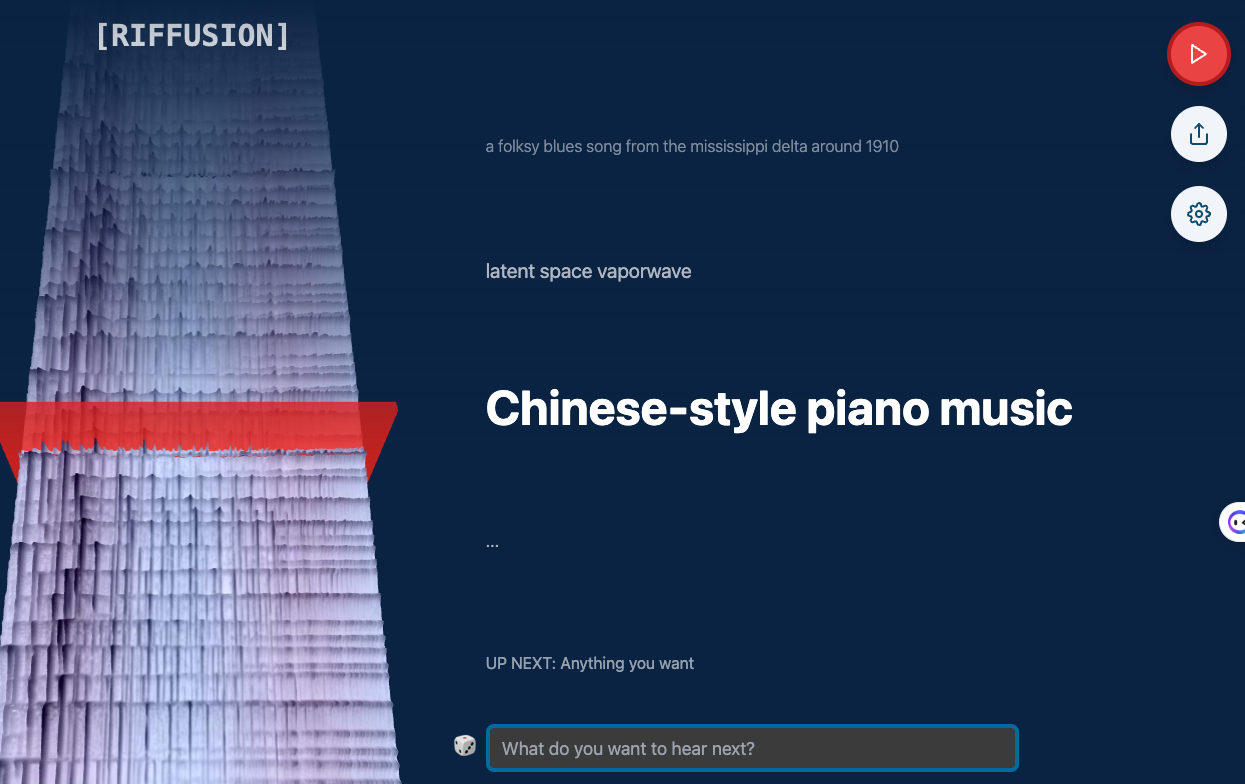 [RIFFUSION]
a folksy blues song from the mississippi delta around 1910
latent space vaporwave
Chinese-style piano music
...
UP NEXT: Anything you want
What do you want to hear next?